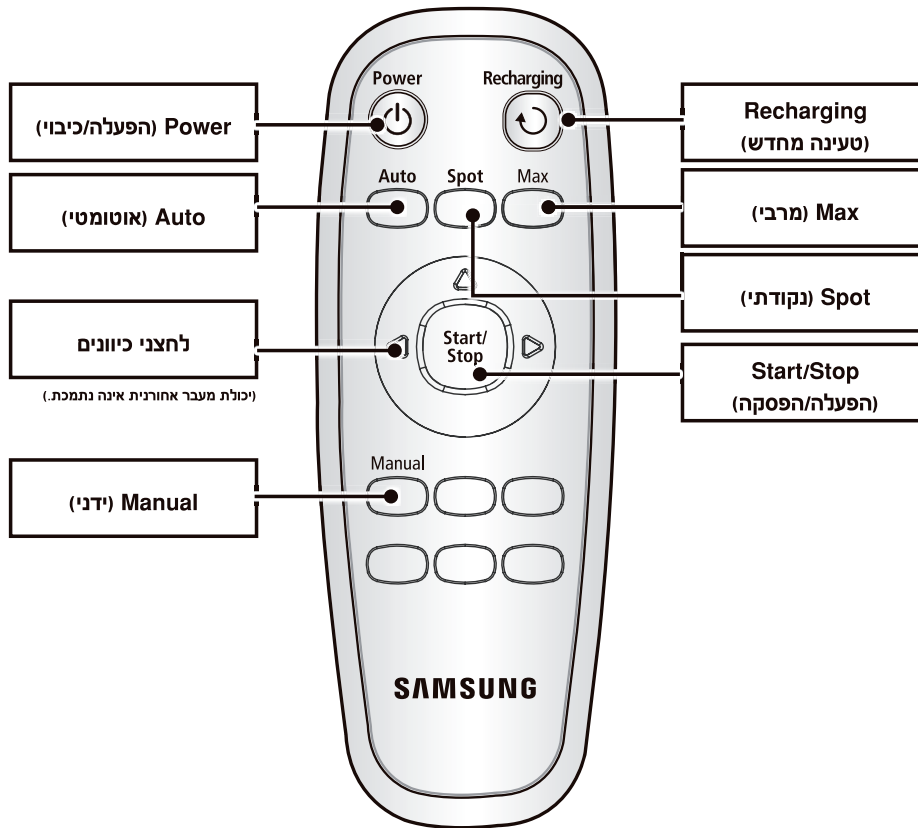 Power
Recharging
Power (הפעלה/כיבוי)
Recharging
(טעינה מחדש)
Auto
Spot
Max
Auto (אוטומטי)
Max (מרבי)
Spot (נקודתי)
לחצני כיוונים
(יכולת מעבר אחורנית אינה נתמכת.)
Start/
Stop
Start/Stop
(הפעלה/הפסקה)
Manual
Manual (ידני)
SAMSUNG